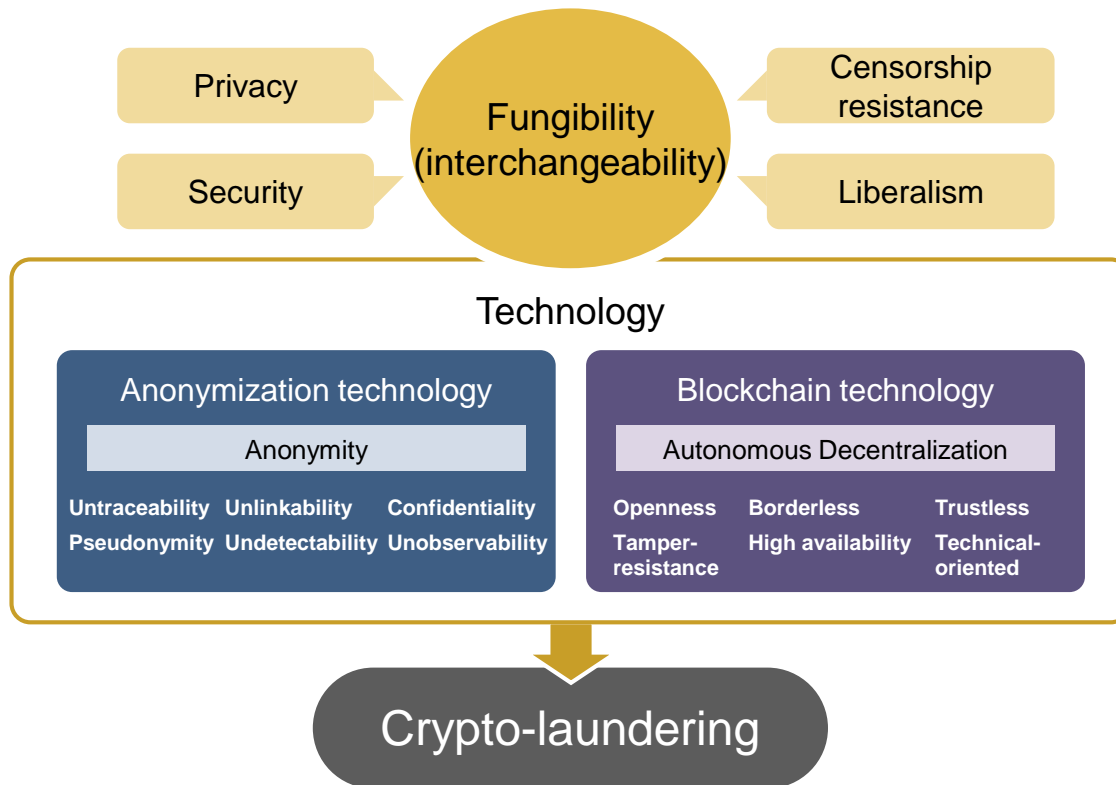 Privacy
Censorship
resistance
Fungibility
(interchangeability)
Security
Liberalism
Technology
Anonymization technology
Anonymity
Untraceability Unlinkability Confidentiality
Pseudonymity Undetectability Unobservability
Blockchain technology
Autonomous Decentralization
Openness Borderless Trustless
Tamper-
resistance
High availability
Technical-
oriented
Crypto-laundering